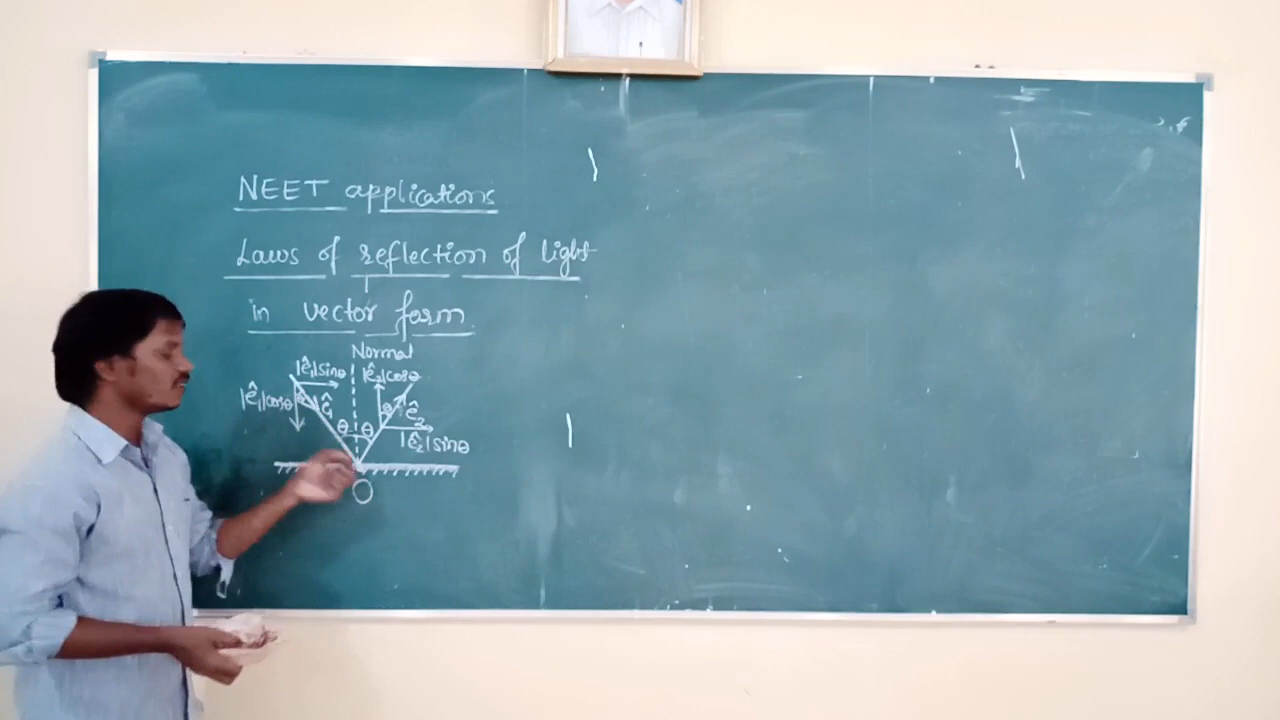 NEET applications
Laws of reflection of light
in vector form
Normal
|ê₁|sinθ
|ê₂|cosθ
|ê₁|cosθ
θ
ê₁
θ
ê₂
θ θ
|ê₂|sinθ
O